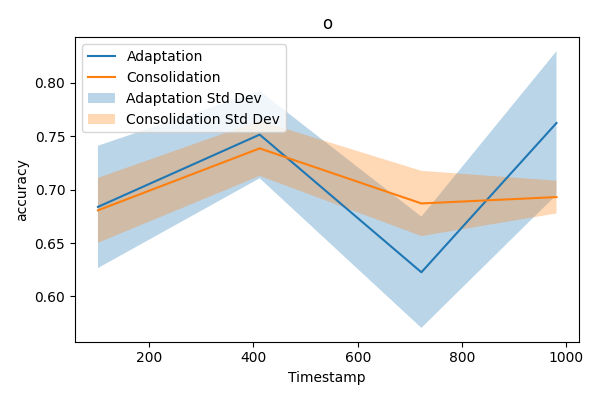 o
Adaptation
Consolidation
Adaptation Std Dev
Consolidation Std Dev
accuracy
0.80
0.75
0.70
0.65
0.60
200 400 600 800 1000
Timestamp